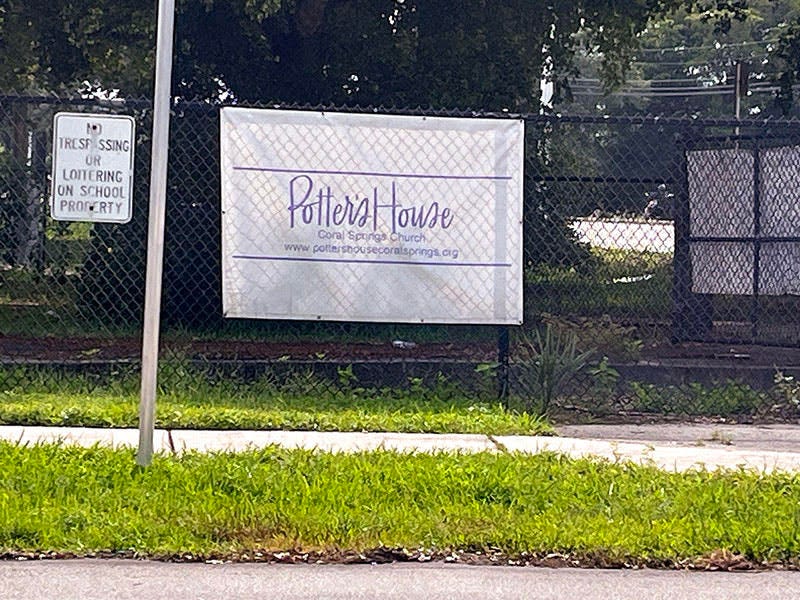 NO
TRESPASSING
OR
LOITERING
ON SCHOOL
PROPERTY
Potter's House
Coral Springs Church
www.pottershousecoralsprings.org